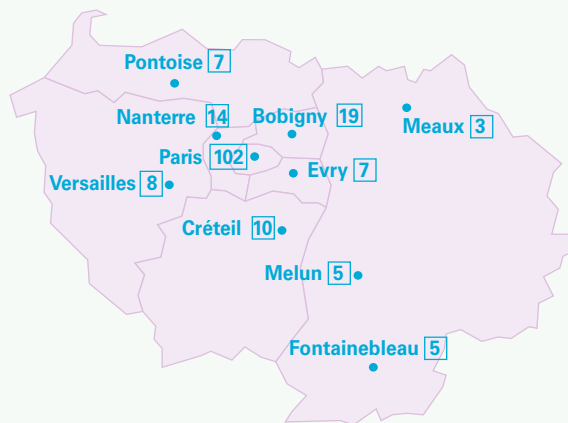 Pontoise 7
Nanterre 14
Bobigny 19
Meaux 3
Paris 102
Evry 7
Versailles 8
Créteil 10
Melun 5
Fontainebleau 5